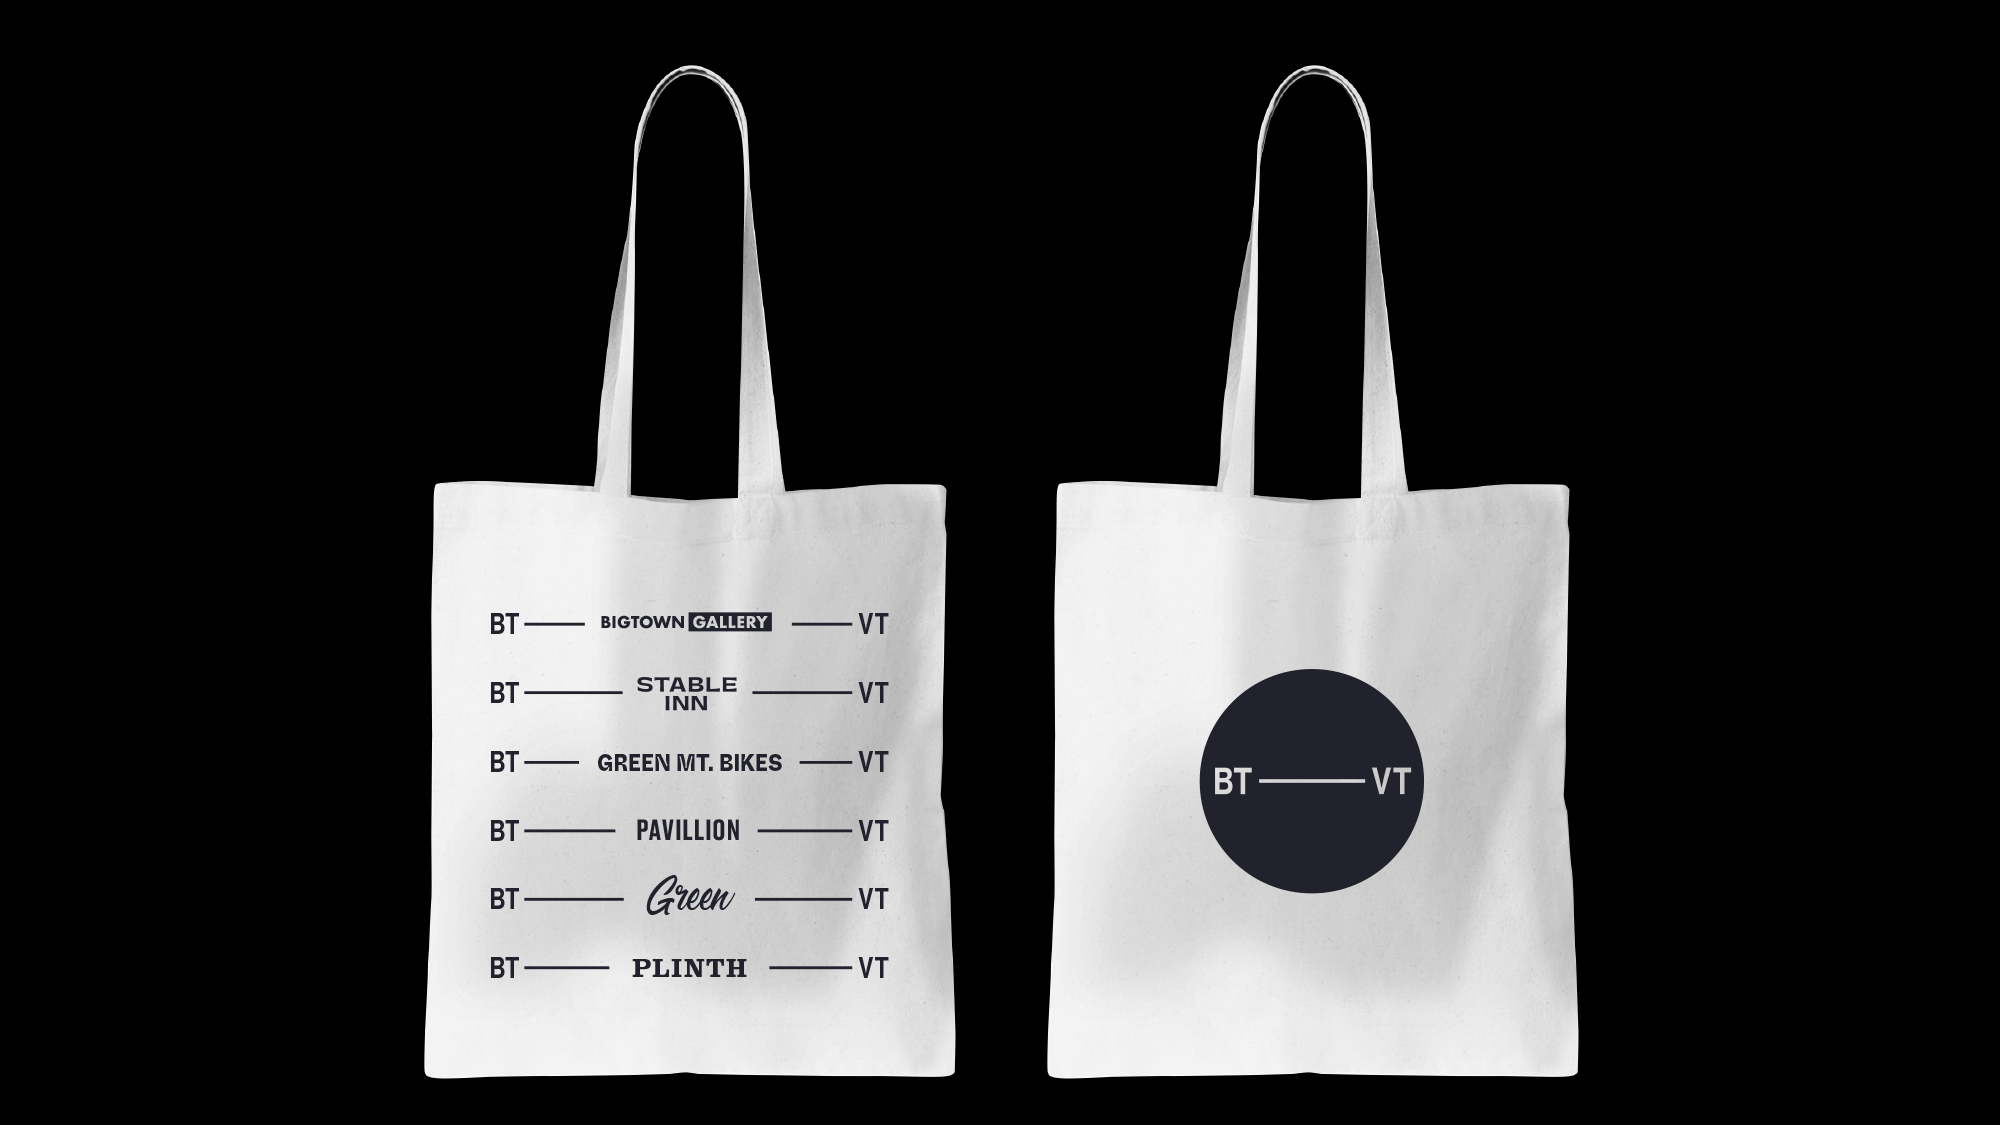 BT — BIGTOWN GALLERY — VT
BT — STABLE INN — VT
BT — GREEN MT. BIKES — VT
BT — PAVILLION — VT
BT — Green — VT
BT — PLINTH — VT
BT — VT